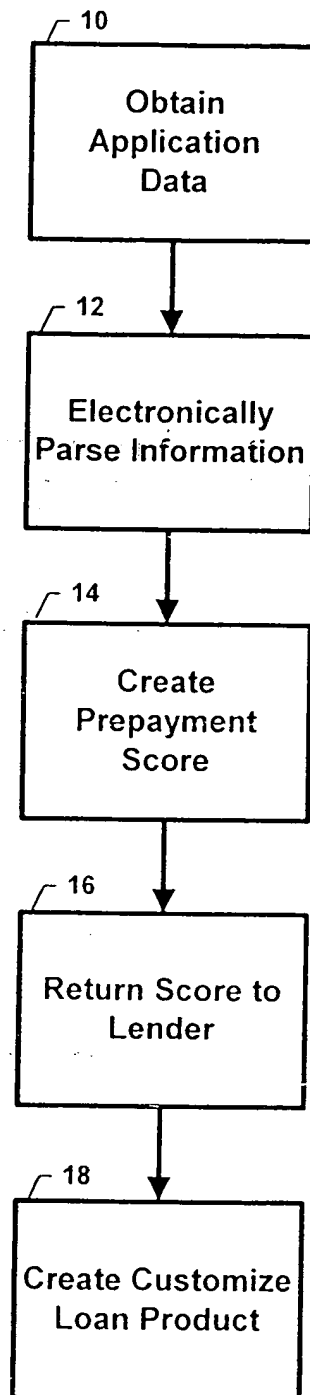 10
Obtain
Application
Data
12
Electronically
Parse Information
14
Create
Prepayment
Score
16
Return Score to
Lender
18
Create Customize
Loan Product